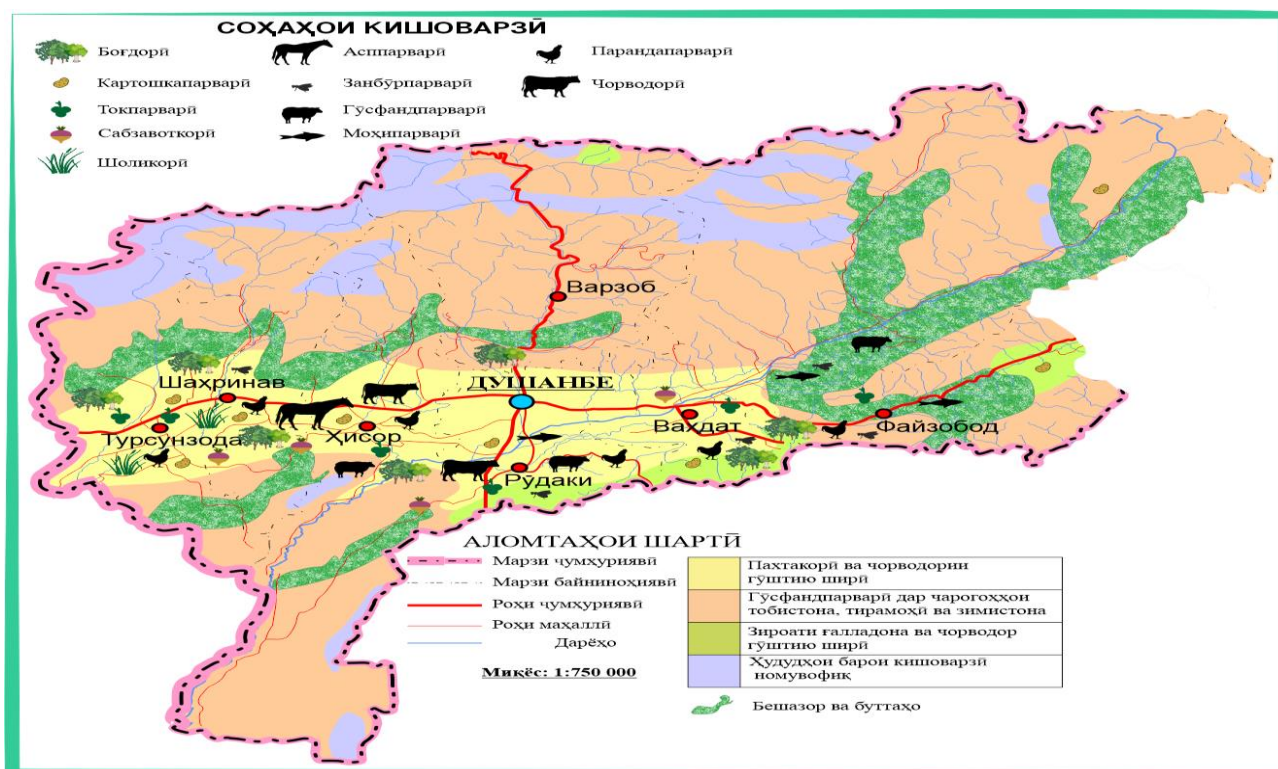 СОҲАҲОИ КИШОВАРЗӢ
Боғдорӣ
Асппарварӣ
Парандапарварӣ
Картошкапарварӣ
Занбӯрпарварӣ
Чорводорӣ
Токпарварӣ
Гӯсфандпарварӣ
Сабзавоткорӣ
Моҳипарварӣ
Шоликорӣ
Варзоб
Шаҳринав
ДУШАНБЕ
Турсунзода
Ҳисор
Ваҳдат
Файзобод
Рӯдаки
АЛОМТАҲОИ ШАРТӢ
Марзи ҷумҳуриявӣ
Марзи байниноҳиявӣ
Роҳи ҷумҳуриявӣ
Роҳи маҳаллӣ
Дарёҳо
Миқёс: 1:750 000
Пахтакорӣ ва чорводории
гӯштию ширӣ
Гӯсфандпарварӣ дар чарогоҳҳои
тобистона, тирамоҳӣ ва зимистона
Зироати ғалладона ва чорводор
гӯштию ширӣ
Ҳудудҳои барои кишоварзӣ
номувофиқ
Бешазор ва буттаҳо